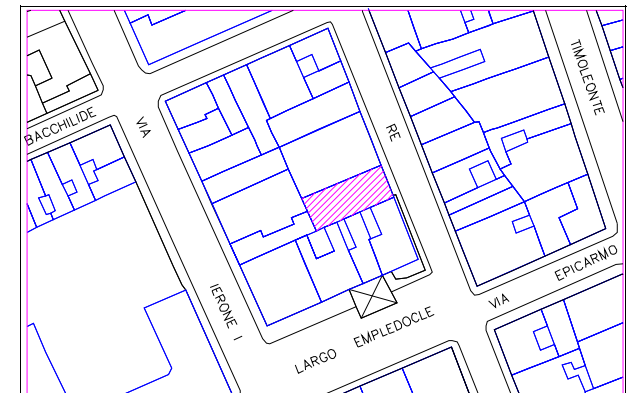 BACCHILIDE
VIA
RE
TIMOLEONTE
IERONE I
LARGO EMPLEDOCLE
VIA EPICARMO